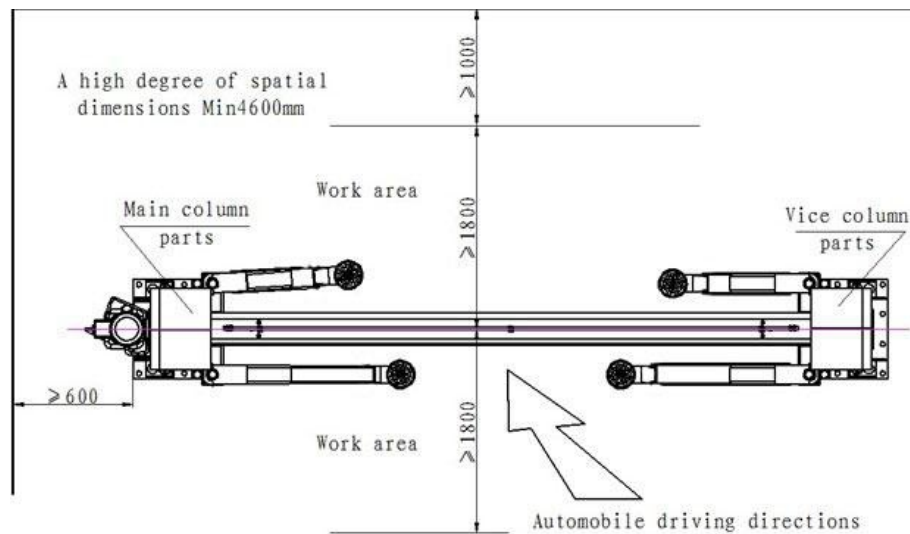 A high degree of spatial
dimensions Min4600mm
≥1000
Work area
≥1800
Main column
parts
Vice column
parts
≥600
Work area
≥1800
Automobile driving directions